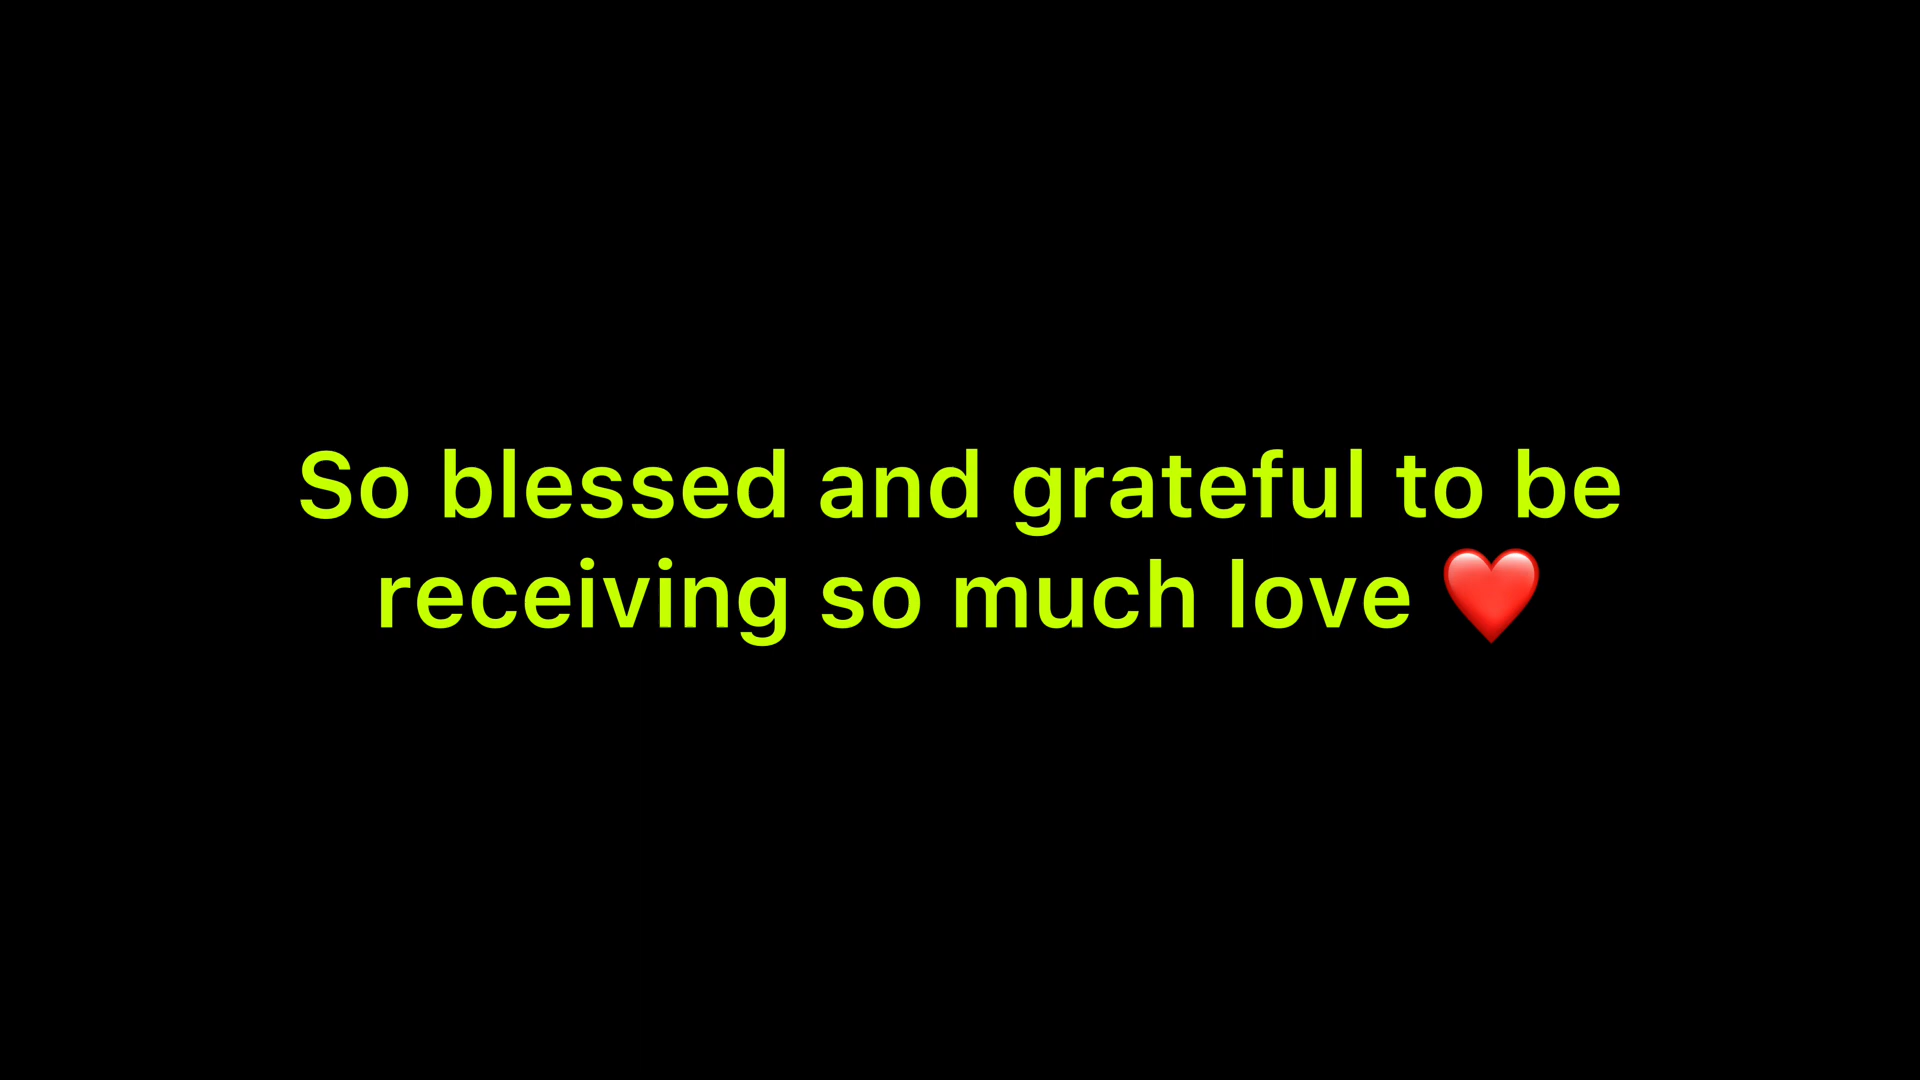 So blessed and grateful to be
receiving so much love ❤️